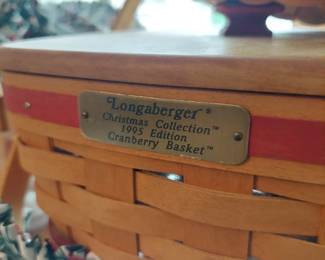 Longaberger®
Christmas Collection™
1995 Edition
Cranberry Basket™